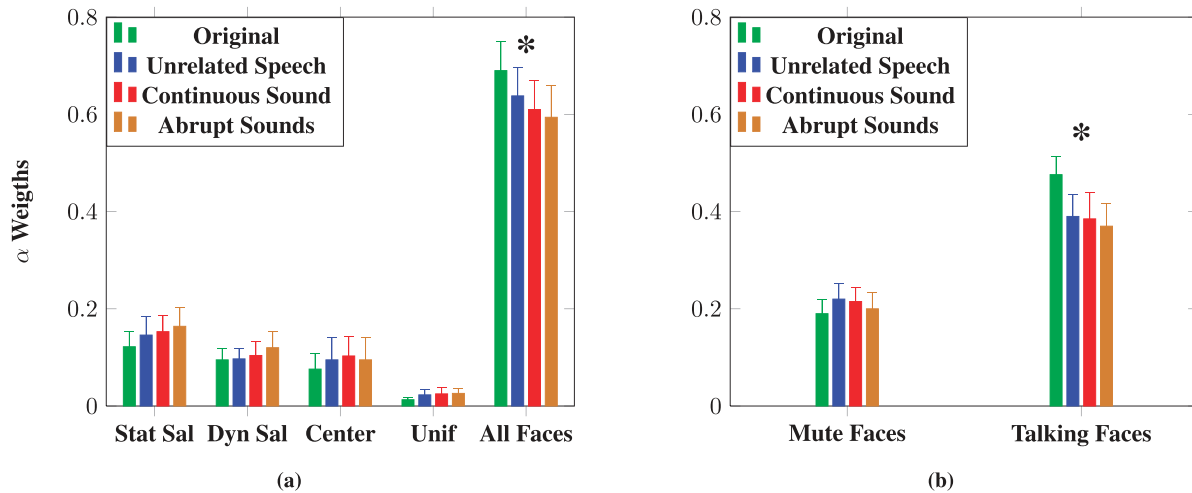 0.8
0.6
0.4
0.2
0
α Weigths
Original
Unrelated Speech
Continuous Sound
Abrupt Sounds
*
Stat Sal Dyn Sal Center Unif All Faces
(a)
0.8
0.6
0.4
0.2
0
Original
Unrelated Speech
Continuous Sound
Abrupt Sounds
*
Mute Faces Talking Faces
(b)